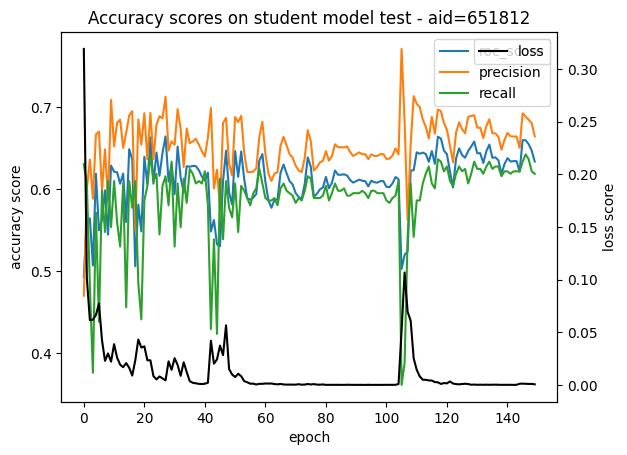 Accuracy scores on student model test - aid=651812
loss
precision
recall
accuracy score
0.7
0.6
0.5
0.4
0.30
0.25
0.20
0.15
0.10
0.05
0.00
loss score
0 20 40 60 80 100 120 140
epoch